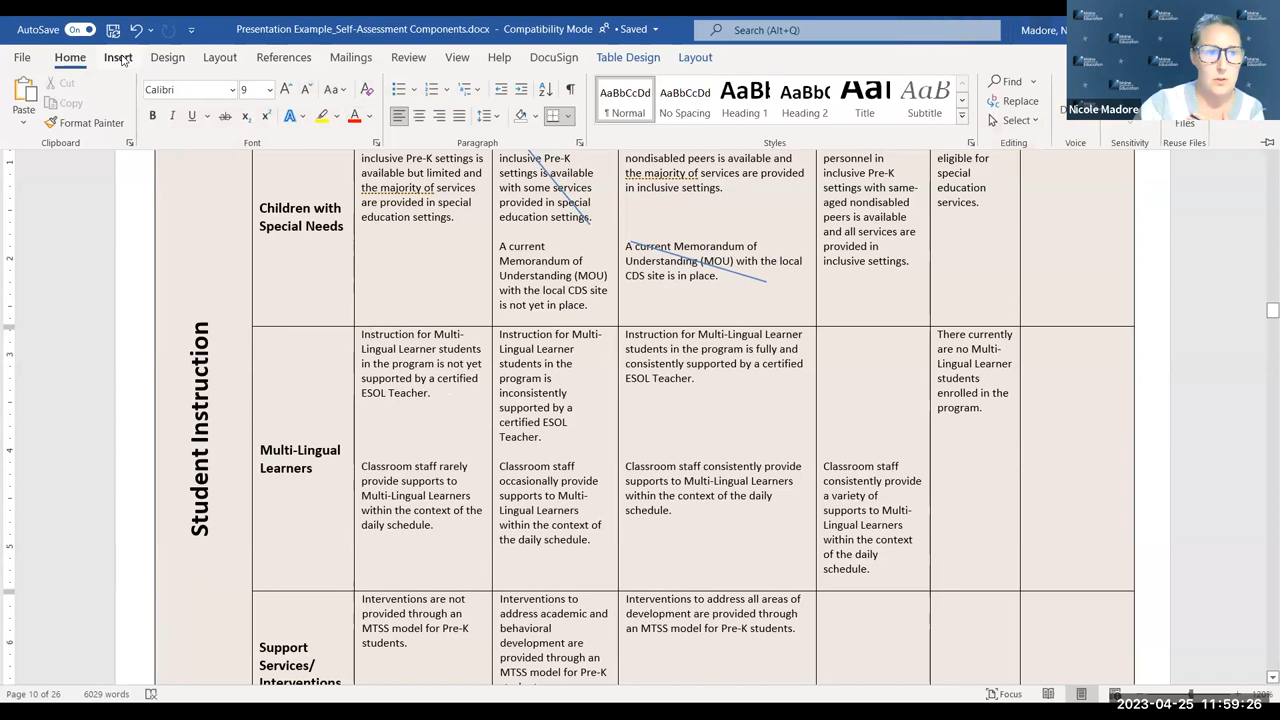 AutoSave On Presentation Example_Self-Assessment Components.docx - Compatibility Mode Saved Search (Alt+Q) Madore, N
File Home Insert Design Layout References Mailings Review View Help DocuSign Table Design Layout
Paste Cut Copy Format Painter
Calibri 9
AaBbCcDd AaBbCcDd AaBbCc AaBbCc AaBbCcDd
Normal No Spacing Heading 1 Heading 2 Title Subtitle
Find Replace Select
Nicole Madore
Files
Clipboard Font Paragraph Styles Editing Voice Sensitivity Reuse Files
Student Instruction
Children with
Special Needs
inclusive Pre-K settings is
available but limited and
the majority of services
are provided in special
education settings.
inclusive Pre-K
settings is available
with some services
provided in special
education settings.
A current
Memorandum of
Understanding (MOU)
with the local CDS site
is not yet in place.
nondisabled peers is available and
the majority of services are provided
in inclusive settings.
A current Memorandum of
Understanding (MOU) with the local
CDS site is in place.
personnel in
inclusive Pre-K
settings with same-
aged nondisabled
peers is available
and all services are
provided in
inclusive settings.
eligible for
special
education
services.
Multi-Lingual
Learners
Instruction for Multi-
Lingual Learner students
in the program is not yet
supported by a certified
ESOL Teacher.
Classroom staff rarely
provide supports to
Multi-Lingual Learners
within the context of the
daily schedule.
Instruction for Multi-
Lingual Learner
students in the
program is
inconsistently
supported by a
certified ESOL
Teacher.
Classroom staff
occasionally provide
supports to Multi-
Lingual Learners
within the context of
the daily schedule.
Instruction for Multi-Lingual Learner
students in the program is fully and
consistently supported by a certified
ESOL Teacher.
Classroom staff consistently provide
supports to Multi-Lingual Learners
within the context of the daily
schedule.
Classroom staff
consistently provide
a variety of
supports to Multi-
Lingual Learners
within the context
of the daily
schedule.
There currently
are no Multi-
Lingual Learner
students
enrolled in the
program.
Support
Services/
Interventions
Interventions are not
provided through an
MTSS model for Pre-K
students.
Interventions to
address academic and
behavioral
development are
provided through an
MTSS model for Pre-K
Interventions to address all areas of
development are provided through
an MTSS model for Pre-K students.
Page 10 of 26 6029 words Focus 120%
2023-04-25 11:59:26